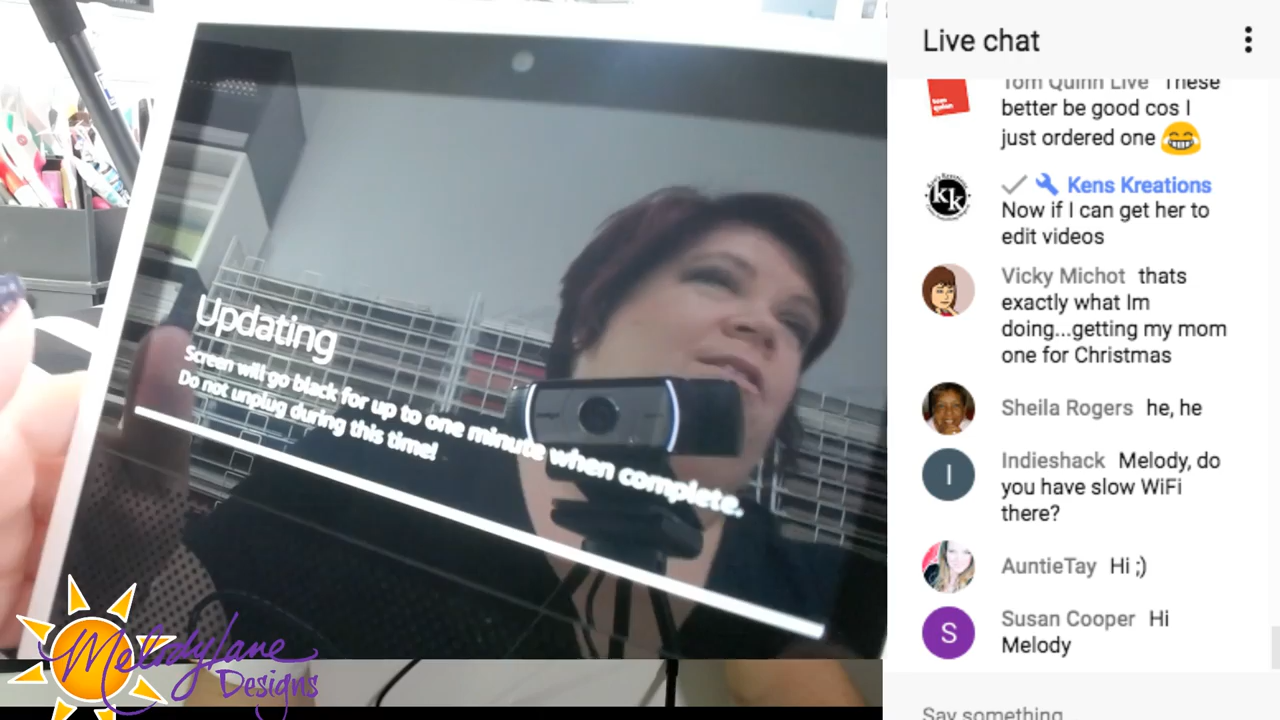 Updating
Screen will go black for up to one minute when complete.
Do not unplug during this time!
MelodyLane
Designs
Live chat
Tom Quinn Live These
better be good cos I
just ordered one 😂
Kens Kreations
Now if I can get her to
edit videos
Vicky Michot thats
exactly what Im
doing...getting my mom
one for Christmas
Sheila Rogers he, he
I
Indieshack Melody, do
you have slow WiFi
there?
AuntieTay Hi ;)
S
Susan Cooper Hi
Melody
Say something
kk